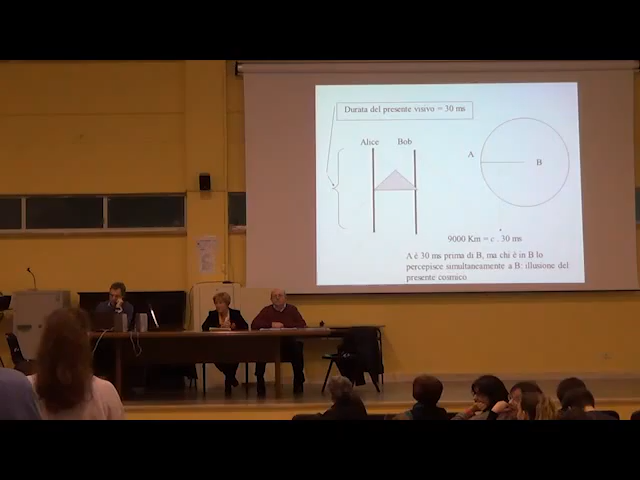 Durata del presente visivo = 30 ms
Alice Bob
A
B
9000 Km = c . 30 ms
A è 30 ms prima di B, ma chi è in B lo
percepisce simultaneamente a B: illusione del
presente cosmico